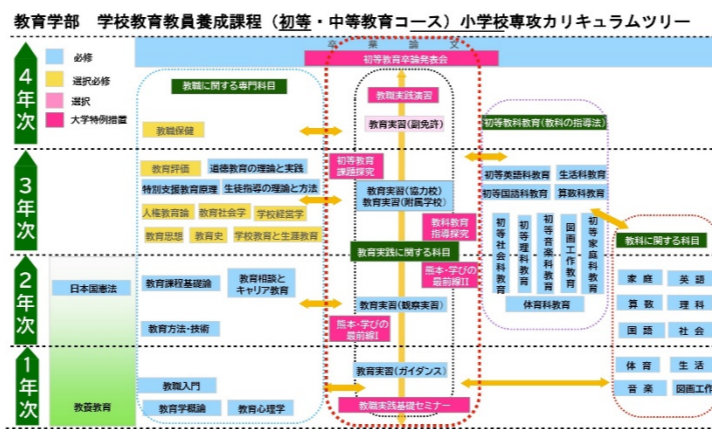 教育学部　学校教育教員養成課程（初等・中等教育コース）小学校専攻カリキュラムツリー
必修
選択必修
選択
大学特例措置
4年次
3年次
2年次
1年次
卒業論文
初等教育卒論発表会
教職に関する専門科目
教職実践演習
教育実習(副免許)
教職保健
初等教科教育(教科の指導法)
教育評価
道徳教育の理論と実践
特別支援教育原理
生徒指導の理論と方法
人権教育論
教育社会学
学校経営学
教育思想
教育史
学校教育と生涯教育
初等教育
課題探究
教育実習(協力校)
教育実習(附属学校)
教科教育
指導探究
教育実践に関する科目
熊本・学びの
最前線II
初等英語科教育
生活科教育
初等国語科教育
算数科教育
初等社会科教育
初等理科教育
初等音楽科教育
図画工作教育
初等家庭科教育
体育科教育
教科に関する科目
家庭
英語
算数
理科
国語
社会
体育
生活
音楽
図画工作
日本国憲法
教育課程基礎論
教育相談と
キャリア教育
教育方法・技術
教育実習(観察実習)
熊本・学びの
最前線I
教育実習(ガイダンス)
教職入門
教育学概論
教育心理学
教職実践基礎セミナー
教養教育